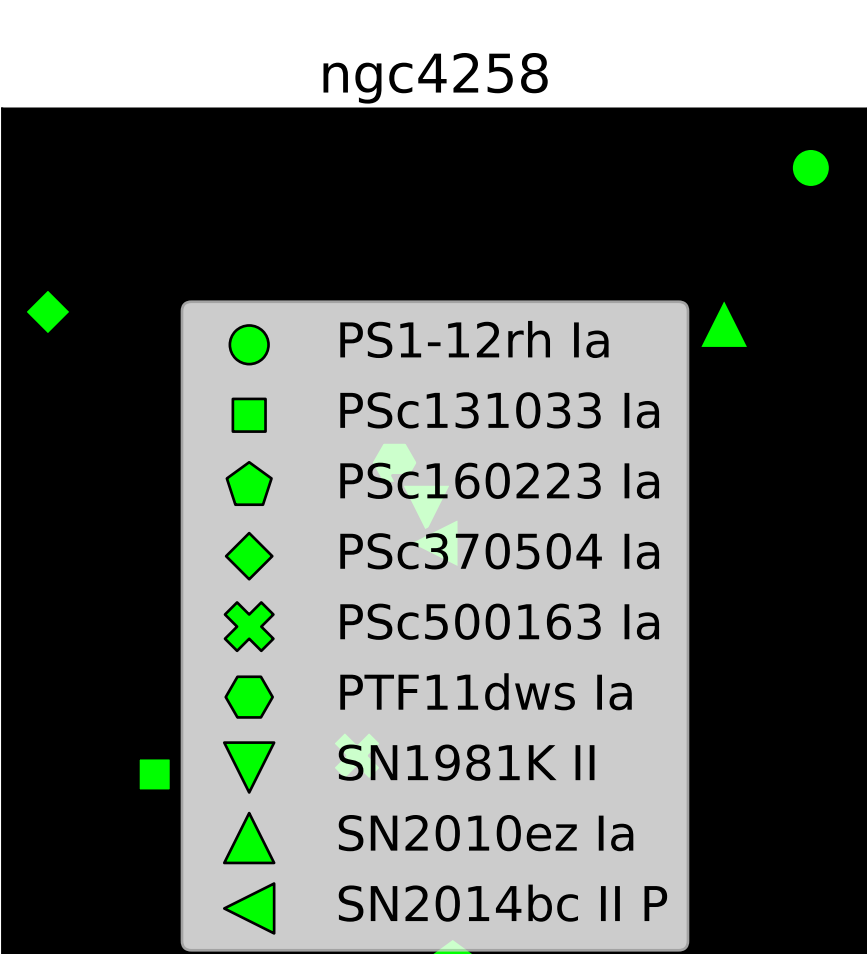 ngc4258
PS1-12rh Ia
PSc131033 Ia
PSc160223 Ia
PSc370504 Ia
PSc500163 Ia
PTF11dws Ia
SN1981K II
SN2010ez Ia
SN2014bc II P